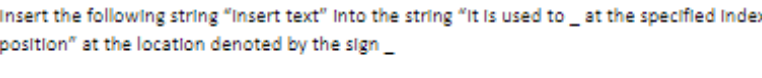 Insert the following string “Insert text” into the string “It is used to _ at the specified index
position” at the location denoted by the sign _